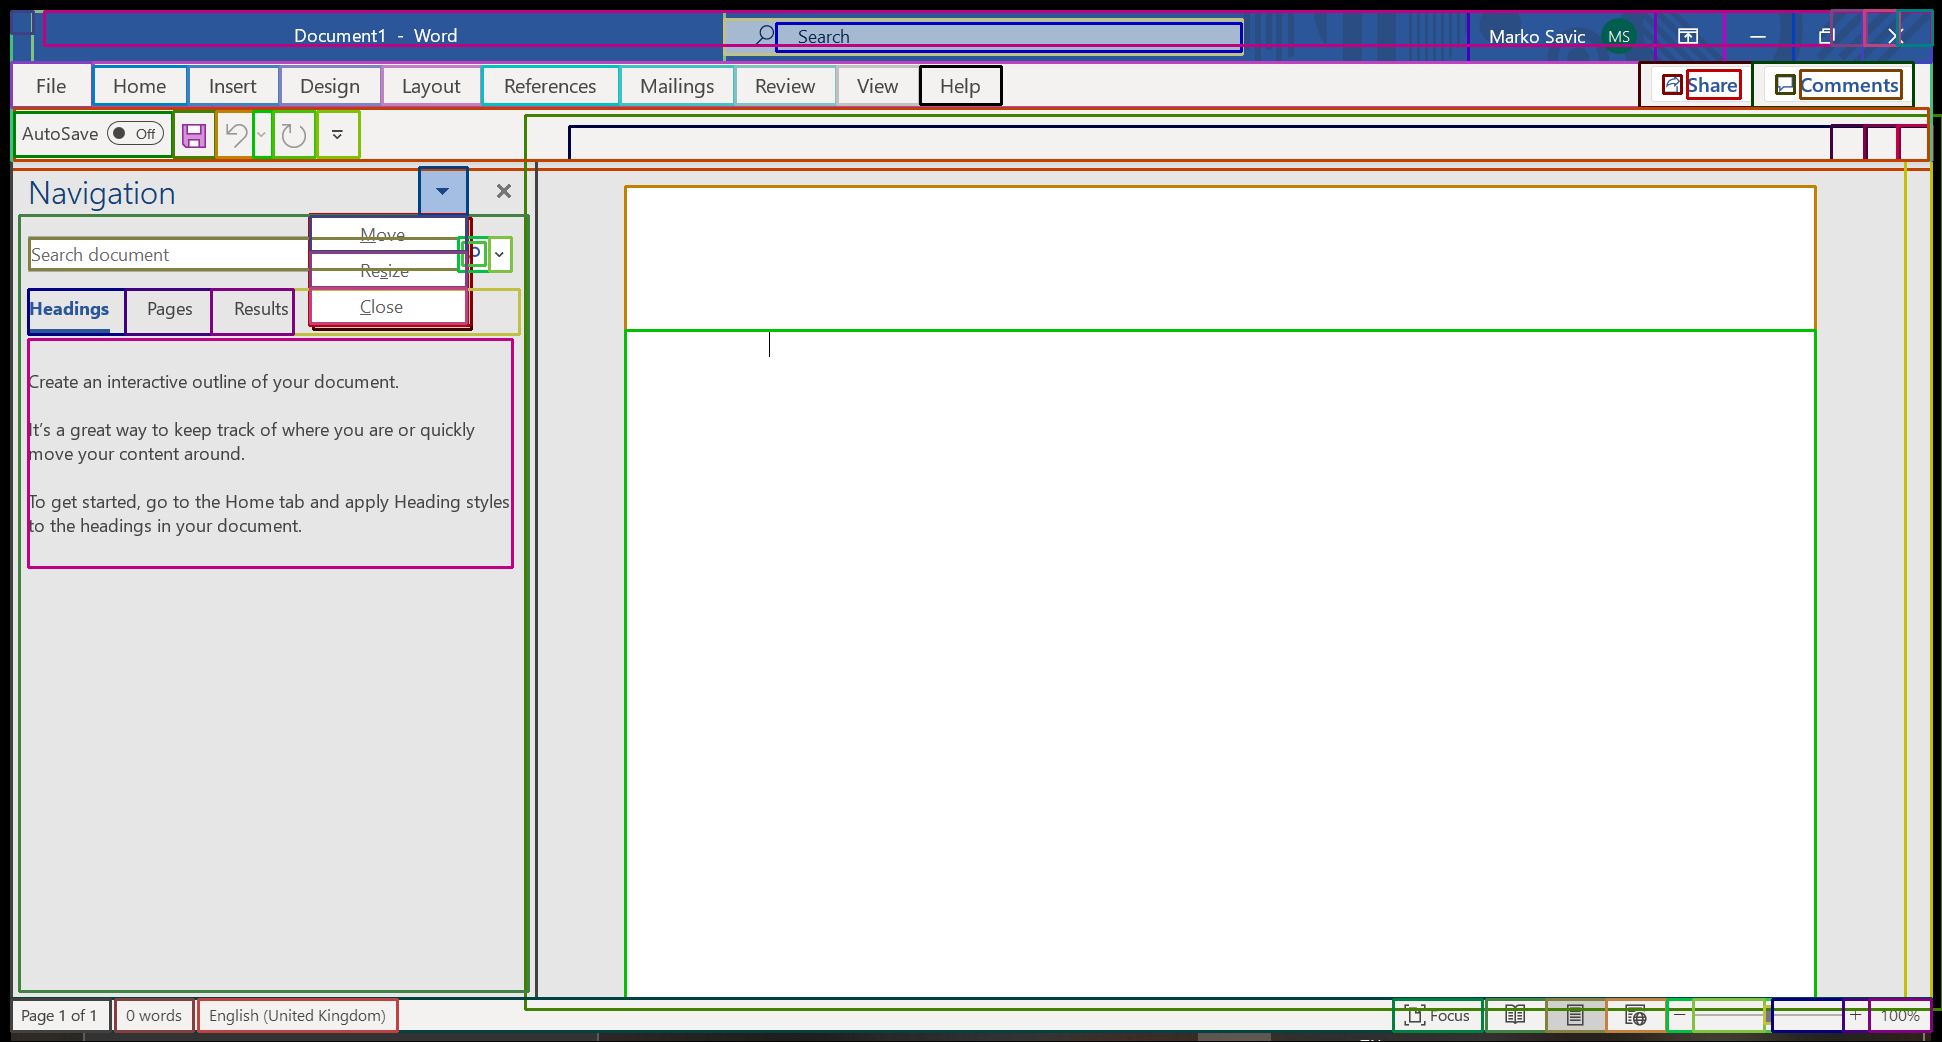 Document1 - Word
Search
Marko Savic
MS
File
Home
Insert
Design
Layout
References
Mailings
Review
View
Help
Share
Comments
AutoSave
Off
Navigation
Move
Search document
Resize
Headings
Pages
Results
Close
Create an interactive outline of your document.
It's a great way to keep track of where you are or quickly
move your content around.
To get started, go to the Home tab and apply Heading styles
to the headings in your document.
Page 1 of 1
0 words
English (United Kingdom)
Focus
100%